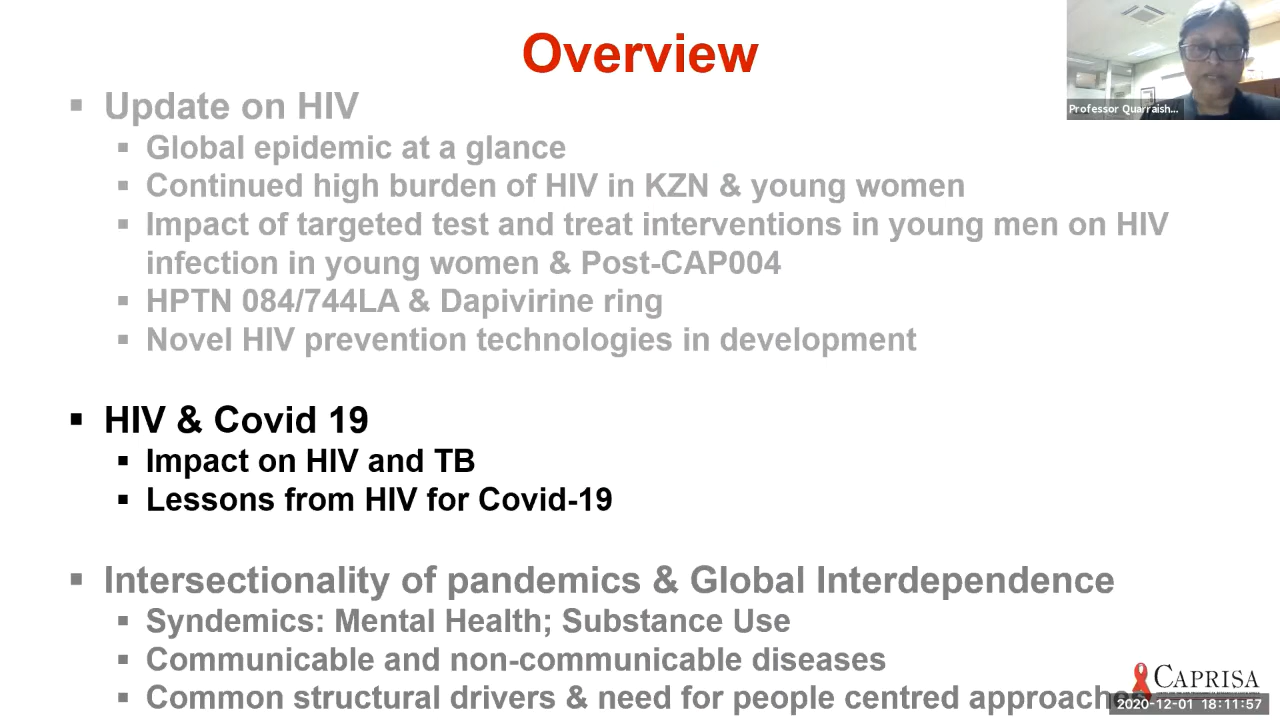 Overview
Professor Quarraish...
▪ Update on HIV
▪ Global epidemic at a glance
▪ Continued high burden of HIV in KZN & young women
▪ Impact of targeted test and treat interventions in young men on HIV
infection in young women & Post-CAP004
▪ HPTN 084/744LA & Dapivirine ring
▪ Novel HIV prevention technologies in development
▪ HIV & Covid 19
▪ Impact on HIV and TB
▪ Lessons from HIV for Covid-19
▪ Intersectionality of pandemics & Global Interdependence
▪ Syndemics: Mental Health; Substance Use
▪ Communicable and non-communicable diseases
▪ Common structural drivers & need for people centred approaches
CAPRISA
2020-12-01 18:11:57